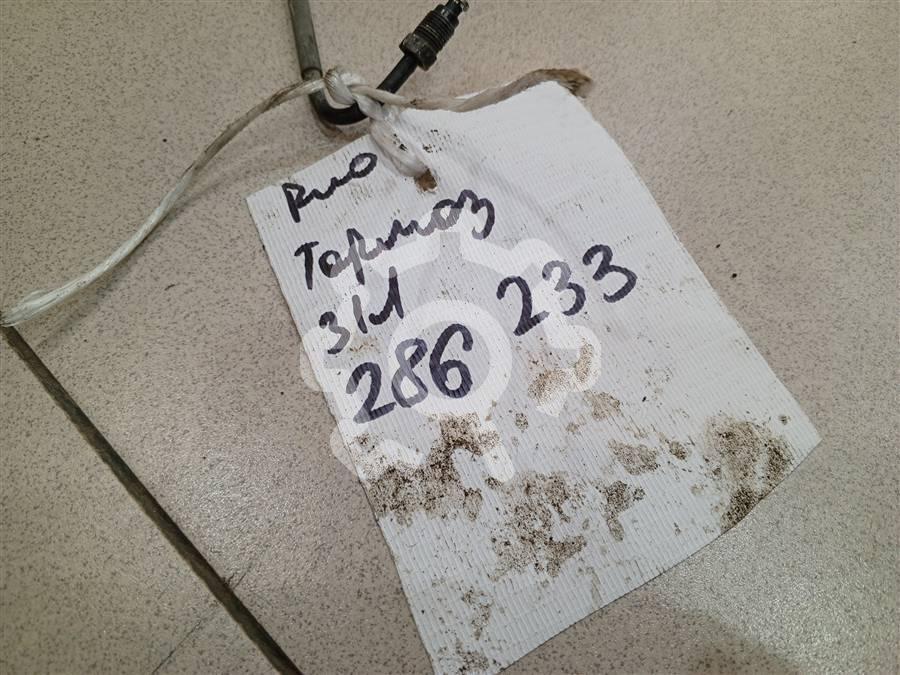 Рио
Тормоз
З/Л
286 233